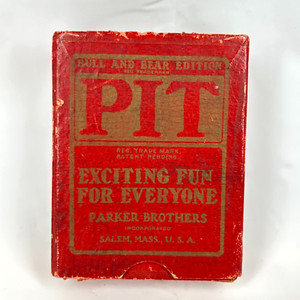 BULL AND BEAR EDITION
PIT
REG. TRADE MARK
PATENT PENDING
EXCITING FUN
FOR EVERYONE
PARKER BROTHERS
INCORPORATED
SALEM, MASS., U.S.A.